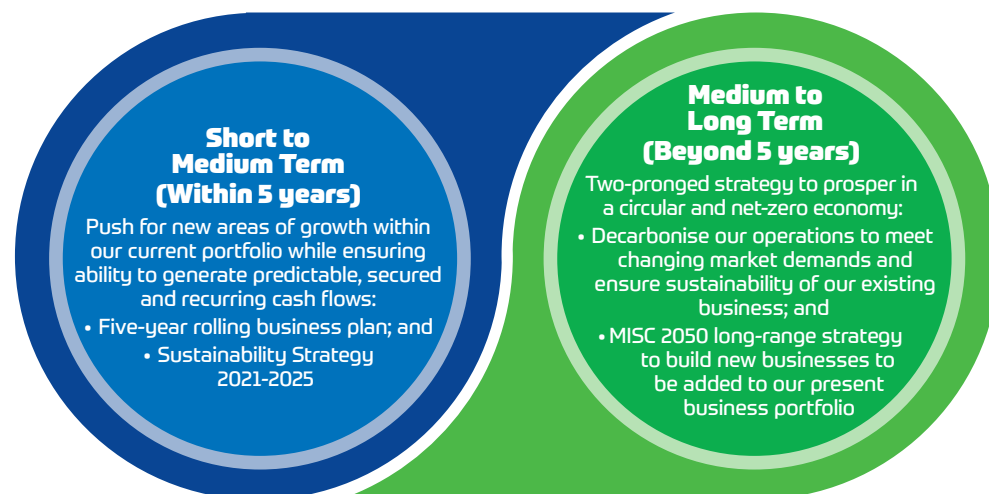 Short to
Medium Term
(Within 5 years)
Push for new areas of growth within
our current portfolio while ensuring
ability to generate predictable, secured
and recurring cash flows:
• Five-year rolling business plan; and
• Sustainability Strategy
2021-2025
Medium to
Long Term
(Beyond 5 years)
Two-pronged strategy to prosper in
a circular and net-zero economy:
• Decarbonise our operations to meet
changing market demands and
ensure sustainability of our existing
business; and
• MISC 2050 long-range strategy
to build new businesses to
be added to our present
business portfolio